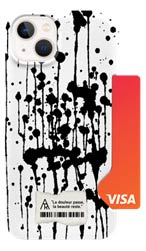 "La douleur passe,
la beauté reste."
VISA